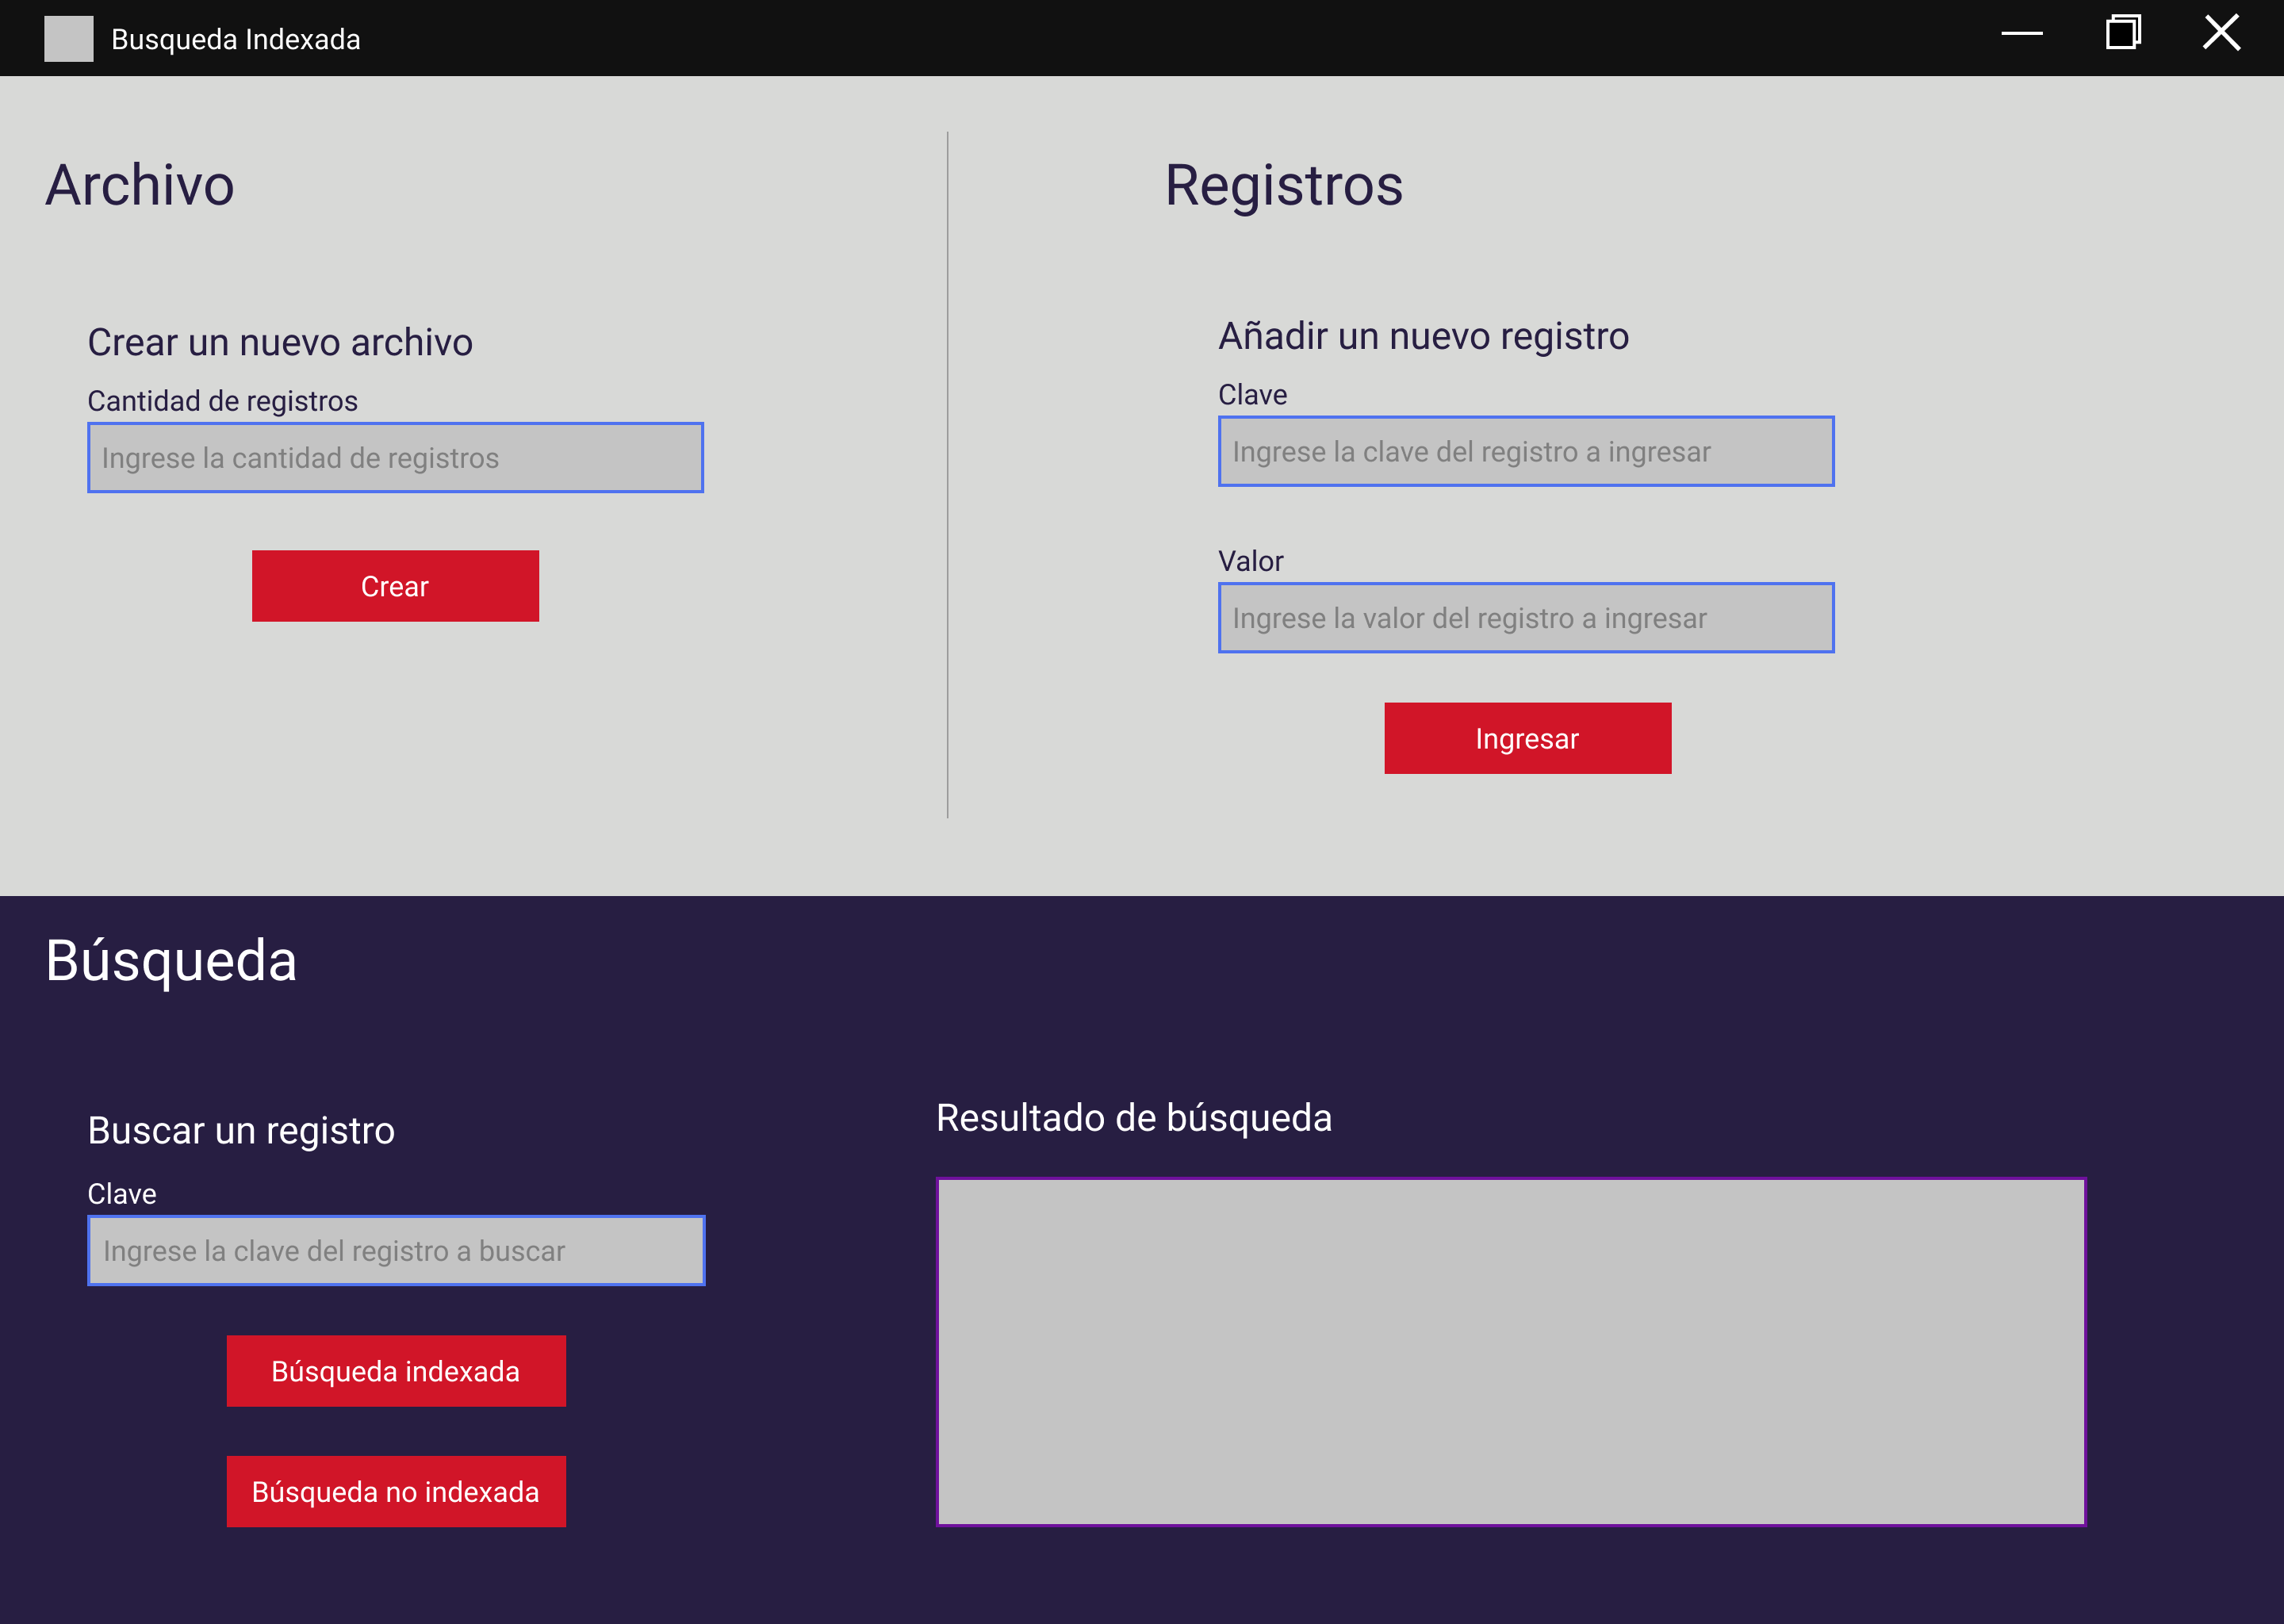 Busqueda Indexada
Archivo
Crear un nuevo archivo
Cantidad de registros
Ingrese la cantidad de registros
Crear
Registros
Añadir un nuevo registro
Clave
Ingrese la clave del registro a ingresar
Valor
Ingrese la valor del registro a ingresar
Ingresar
Búsqueda
Buscar un registro
Clave
Ingrese la clave del registro a buscar
Búsqueda indexada
Búsqueda no indexada
Resultado de búsqueda